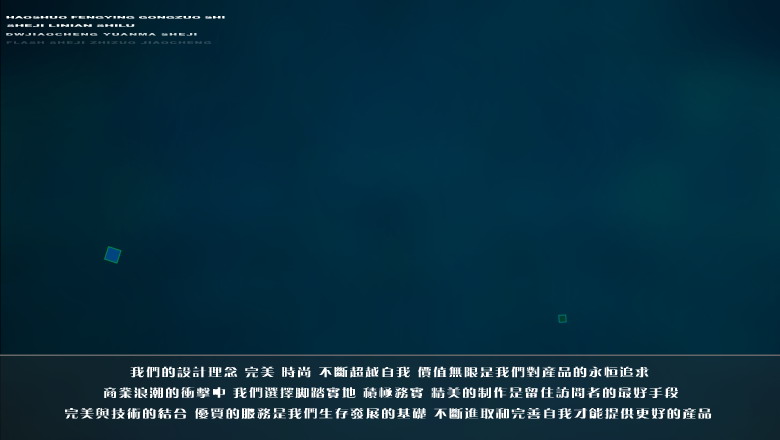 HAOSHUO FENGYING GONGZUO SHI
SHEJI LINIAN SHILU
DWJIAOCHENG YUANMA SHEJI
FLASH SHEJI ZHIZUO JIAOCHENG
我們的設計理念 完美 時尚 不斷超越自我 價值無限是我們對產品的永恒追求
商業浪潮的衝擊中 我們選擇腳踏實地 積極務實 精美的制作是留住訪問者的最好手段
完美與技術的結合 優質的服務是我們生存發展的基礎 不斷進取和完善自我才能提供更好的產品